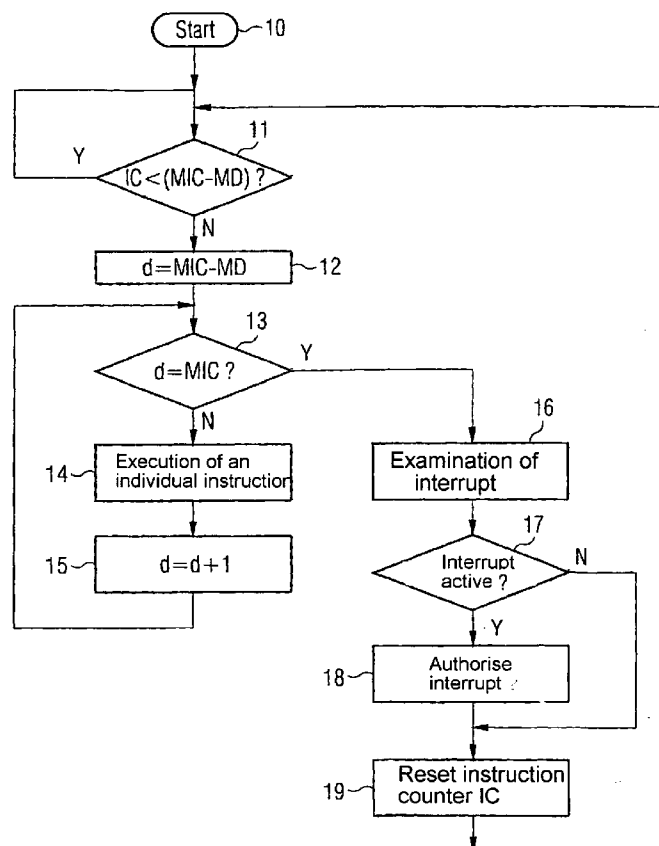 Start
10
11
Y
IC<(MIC-MD) ?
N
d=MIC-MD
12
13
Y
d=MIC ?
N
16
14
Execution of an
individual instruction
Examination of
interrupt
17
15
d=d+1
Interrupt
active ?
N
Y
18
Authorise
interrupt
19
Reset instruction
counter IC